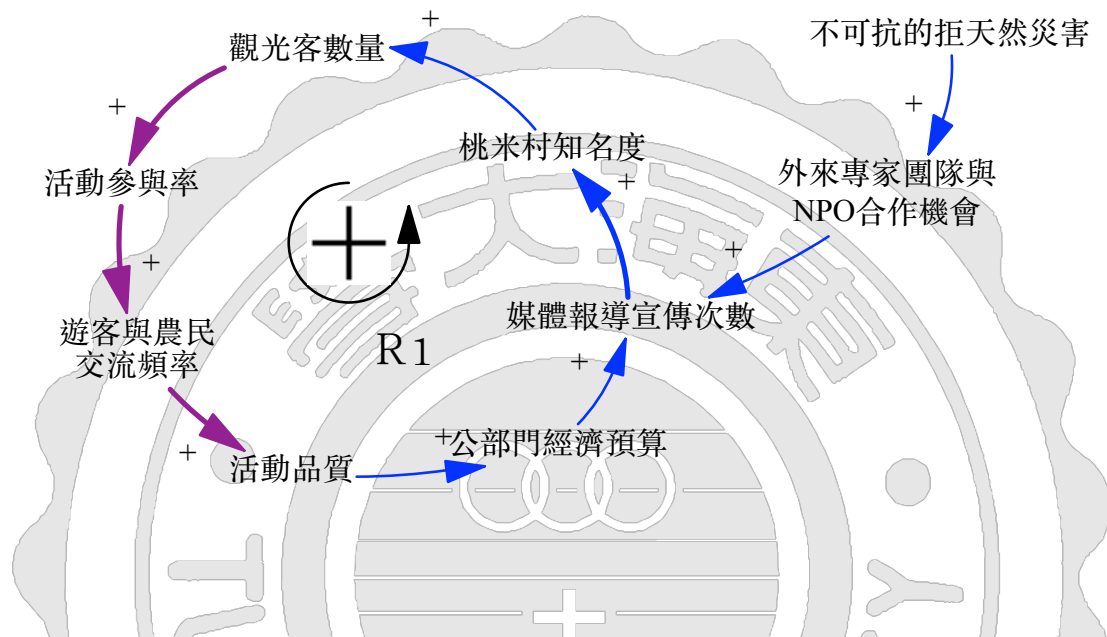 +
觀光客數量
不可抗的拒天然災害
+
+
桃米村知名度
活動參與率
+
外來專家團隊與
NPO合作機會
+
+
遊客與農民
交流頻率
媒體報導宣傳次數
R1
+
+
+公部門經濟預算
活動品質
大
海
東
T
Y